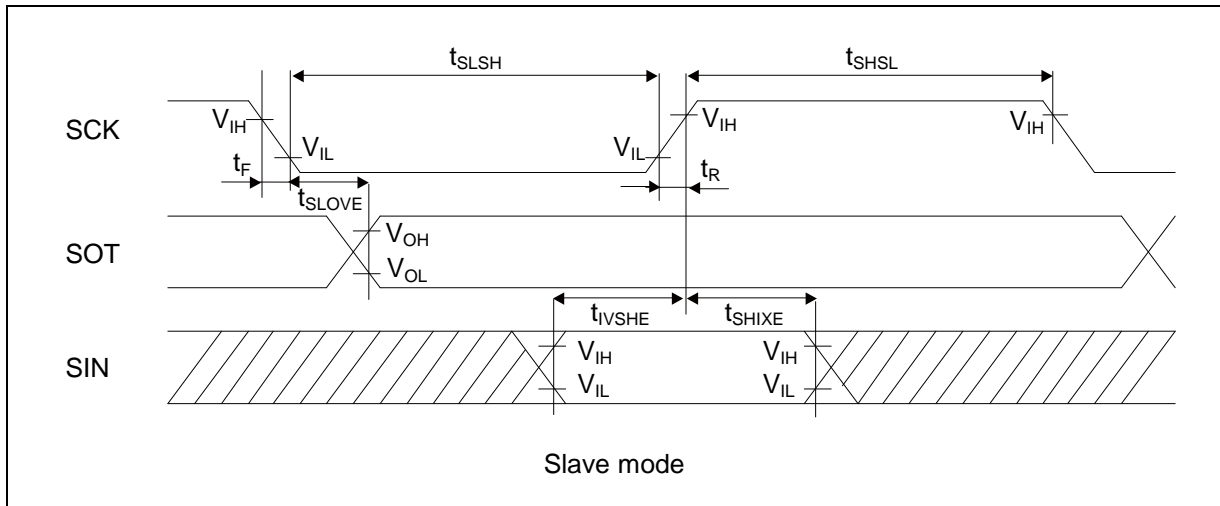 tSLSH tSHSL
SCK VIH VIL VIL VIH VIH
tF tSLOVE tR
SOT VOH
VOL
tIVSHE tSHIXE
SIN VIH VIH
VIL VIL
Slave mode